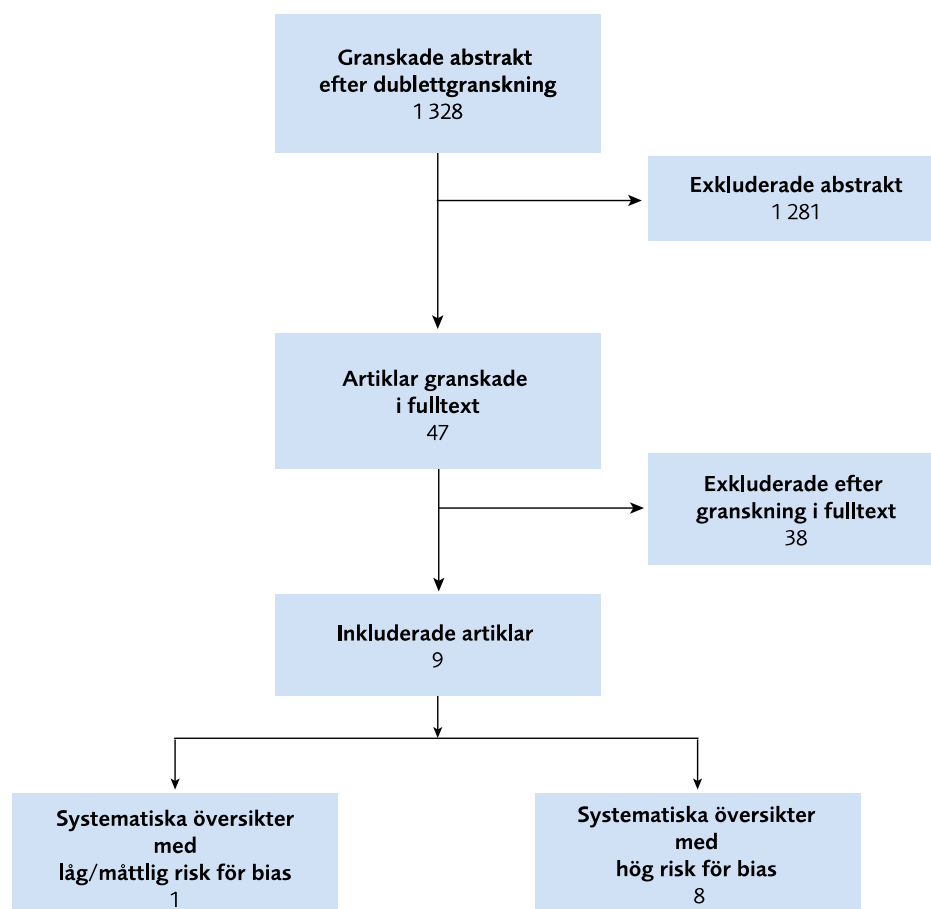 Granskade abstrakt
efter dublettgranskning
1 328
Exkluderade abstrakt
1 281
Artiklar granskade
i fulltext
47
Exkluderade efter
granskning i fulltext
38
Inkluderade artiklar
9
Systematiska översikter
med
låg/måttlig risk för bias
1
Systematiska översikter
med
hög risk för bias
8